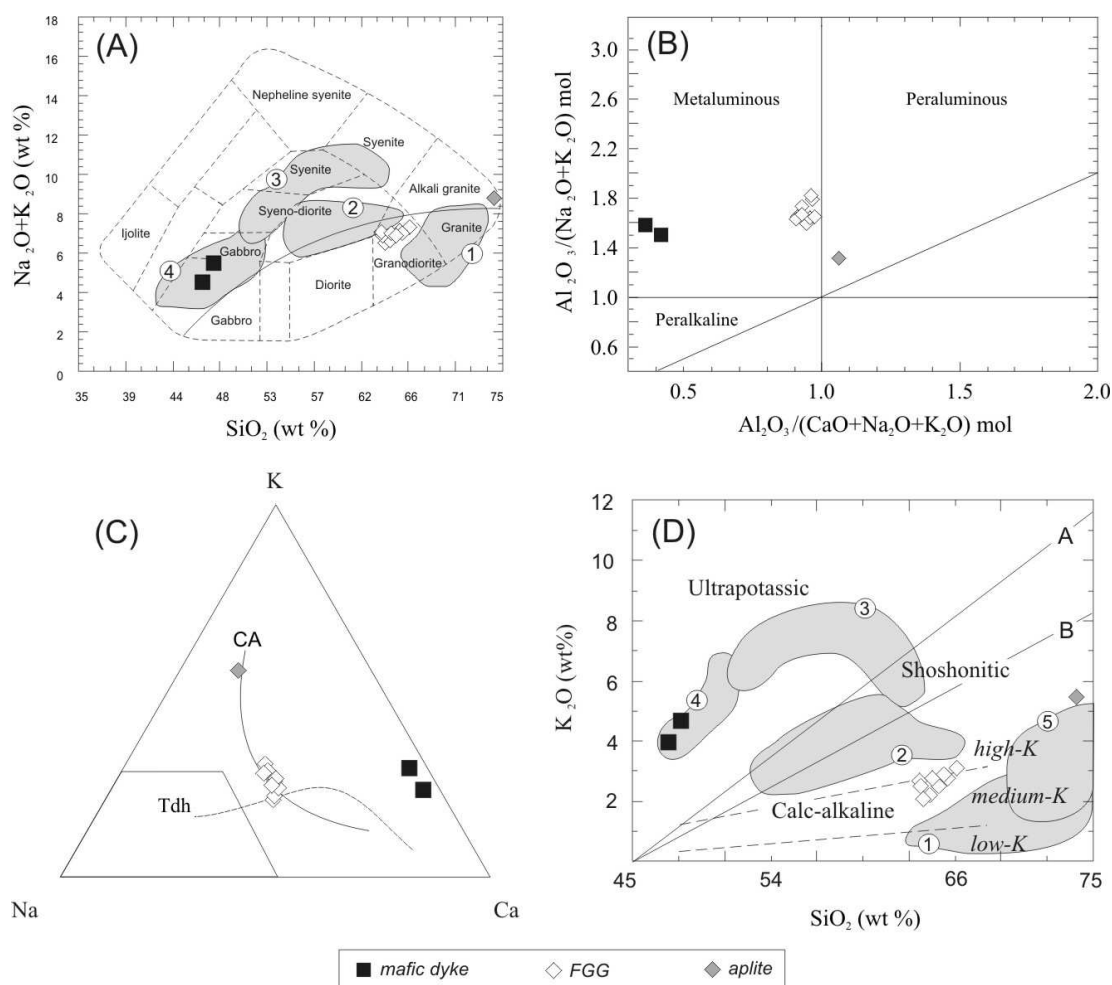 (A)
Na₂O+K₂O (wt %)
18
16
14
12
10
8
6
4
2
0
35 39 44 48 53 57 62 66 71 75
SiO₂ (wt %)
Nepheline syenite
Syenite
3
Syenite
Alkali granite
Syeno-diorite
2
Ijolite
4
Gabbro
Granite
1
Granodiorite
Diorite
Gabbro
(B)
Al₂O₃/(Na₂O+K₂O) mol
3.0
2.6
2.2
1.8
1.4
1.0
0.6
Metaluminous
Peraluminous
Peralkaline
0.5 1.0 1.5 2.0
Al₂O₃/(CaO+Na₂O+K₂O) mol
(C)
K
CA
Tdh
Na
Ca
(D)
K₂O (wt%)
12
10
8
6
4
2
A
B
Ultrapotassic
3
Shoshonitic
4
5
2
high-K
Calc-alkaline
medium-K
1
low-K
45 54 66 75
SiO₂ (wt %)
mafic dyke FGG aplite